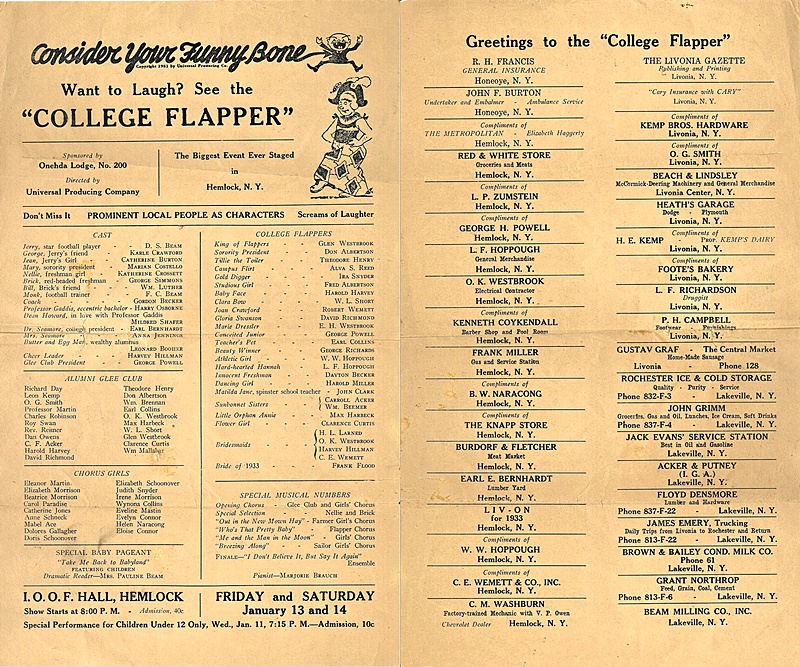 Consider Your Funny Bone
Copyright 1931 by Universal Producing Co.
Want to Laugh? See the
"COLLEGE FLAPPER"
Sponsored by
Onehda Lodge, No. 200
Directed by
Universal Producing Company
The Biggest Event Ever Staged
in
Hemlock, N. Y.
Don't Miss It PROMINENT LOCAL PEOPLE AS CHARACTERS Screams of Laughter
CAST
Jerry, star football player - - D. S. BEAM
George, Jerry's friend - KARLE CRAWFORD
Jean, Jerry's Girl - CATHERINE BURTON
Mary, sorority president - MARIAN COSTELLO
Nellie, freshman girl - KATHERINE CROSSETT
Brick, red-headed freshman - GEORGE SIMMONS
Bill, Brick's friend - WM. LUTHER
Monk, football trainer - F. C. BEAM
Coach - GORDON BECKER
Professor Gaddis, eccentric bachelor - HARRY OSBORNE
Dean Howard, in love with Professor Gaddis
MILDRED SHAFER
Dr. Seamore, college president - EARL BERNHARDT
Mrs. Seamore - ANNA JENNINGS
Butter and Egg Man, wealthy alumnus
LEONARD BOOHER
Cheer Leader - HARVEY HILLMAN
Glee Club President - GEORGE POWELL
ALUMNI GLEE CLUB
Richard Day Theodore Henry
Leon Kemp Don Albertson
O. G. Smith Wm. Brennan
Professor Martin Earl Collins
Charles Robinson O. K. Westbrook
Roy Swan Max Harbeck
Rev. Reimer W. L. Short
Dan Owens Glen Westbrook
C. F. Acker Clarence Curtis
Harold Harvey Wm Mallaber
David Richmond
CHORUS GIRLS
Eleanor Martin Elizabeth Schoonover
Elizabeth Morrison Judith Snyder
Beatrice Morrison Irene Morrison
Carol Paradise Wynona Collins
Catherine Jones Eveline Mastin
Anne Schneck Evelyn Connor
Mabel Ace Helen Naracong
Dolores Gallagher Eloise Connor
Doris Schoonover
SPECIAL BABY PAGEANT
"Take Me Back to Babyland"
FEATURING CHILDREN
Dramatic Reader—MRS. PAULINE BEAM
COLLEGE FLAPPERS
King of Flappers - GLEN WESTBROOK
Sorority President - DON ALBERTSON
Tillie the Toiler - THEODORE HENRY
Campus Flirt - ALVA S. REED
Gold Digger - IRA SNYDER
Studious Girl - FRED ALBERTSON
Baby Face - HAROLD HARVEY
Clara Bow - W. L. SHORT
Joan Crawford - ROBERT WEMETT
Gloria Swanson - DAVID RICHMOND
Marie Dressler - E. H. WESTBROOK
Conceited Junior - GEORGE POWELL
Teacher's Pet - EARL COLLINS
Beauty Winner - GEORGE RICHARDS
Athletic Girl - W. W. HOPPOUGH
Hard-hearted Hannah - L. F. HOPPOUGH
Innocent Freshman - DAYTON BECKER
Dancing Girl - HAROLD MILLER
Matilda Jane, spinster school teacher - JOHN CLARK
Sunbonnet Sisters - { CARROLL ACKER
WM. BEEMER
Little Orphan Annie - MAX HARBECK
Flower Girl - CLARENCE CURTIS
Bridesmaids { H. L. LARNED
O. K. WESTBROOK
HARVEY HILLMAN
C. E. WEMETT
Bride of 1933 - FRANK FLOOD
SPECIAL MUSICAL NUMBERS
Opening Chorus - Glee Club and Girls' Chorus
Special Selection - Nellie and Brick
"Out in the New Mown Hay" - Farmer Girl's Chorus
"Who's That Pretty Baby" - Flapper Chorus
"Me and the Man in the Moon" - Girls' Chorus
"Breezing Along" - Sailor Girls' Chorus
FINALE—"I Don't Believe It, But Say It Again"
Ensemble
Pianist—MARJORIE BRAUCH
I. O. O. F. HALL, HEMLOCK
Show Starts at 8:00 P. M. - Admission, 40c
FRIDAY and SATURDAY
January 13 and 14
Special Performance for Children Under 12 Only, Wed., Jan. 11, 7:15 P. M.—Admission, 10c
Greetings to the "College Flapper"
R. H. FRANCIS
GENERAL INSURANCE
Honeoye, N. Y.
JOHN F. BURTON
Undertaker and Embalmer - Ambulance Service
Honeoye, N. Y.
Compliments of
THE METROPOLITAN - Elizabeth Haggerty
Hemlock, N. Y.
RED & WHITE STORE
Groceries and Meats
Hemlock, N. Y.
Compliments of
L. P. ZUMSTEIN
Hemlock, N. Y.
Compliments of
GEORGE H. POWELL
Hemlock, N. Y.
L. F. HOPPOUGH
General Merchandise
Hemlock, N. Y.
O. K. WESTBROOK
Electrical Contractor
Hemlock, N. Y.
Compliments of
KENNETH COYKENDALL
Barber Shop and Pool Room
Hemlock, N. Y.
FRANK MILLER
Gas and Service Station
Hemlock, N. Y.
Compliments of
B. W. NARACONG
Hemlock, N. Y.
Compliments of
THE KNAPP STORE
Hemlock, N. Y.
BURDORF & FLETCHER
Meat Market
Hemlock, N. Y.
EARL E. BERNHARDT
Lumber Yard
Hemlock, N. Y.
L I V - O N
for 1933
Hemlock, N. Y.
Compliments of
W. W. HOPPOUGH
Hemlock, N. Y.
Compliments of
C. E. WEMETT & CO., INC.
Hemlock, N. Y.
C. M. WASHBURN
Factory-trained Mechanic with V. P. Owen
Chevrolet Dealer Hemlock, N. Y.
THE LIVONIA GAZETTE
Publishing and Printing
Livonia, N. Y.
"Cary Insurance with CARY"
Livonia, N. Y.
Compliments of
KEMP BROS. HARDWARE
Livonia, N. Y.
Compliments of
O. G. SMITH
Livonia, N. Y.
BEACH & LINDSLEY
McCormick-Deering Machinery and General Merchandise
Livonia Center, N. Y.
HEATH'S GARAGE
Dodge - Plymouth
Livonia, N. Y.
Compliments of
H. E. KEMP - Prop. KEMP'S DAIRY
Livonia, N. Y.
Compliments of
FOOTE'S BAKERY
Livonia, N. Y.
L. F. RICHARDSON
Druggist
Livonia, N. Y.
P. H. CAMPBELL
Footwear - Furnishings
Livonia, N. Y.
GUSTAV GRAF - The Central Market
Home-Made Sausage
Livonia - Phone 128
ROCHESTER ICE & COLD STORAGE
Quality - Purity - Service
Phone 832-F-3 - Lakeville, N. Y.
JOHN GRIMM
Groceries, Gas and Oil, Lunches, Ice Cream, Soft Drinks
Phone 837-F-4 - Lakeville, N. Y.
JACK EVANS' SERVICE STATION
Best in Oil and Gasoline
Lakeville, N. Y.
ACKER & PUTNEY
(I. G. A.)
Lakeville, N. Y.
FLOYD DENSMORE
Lumber and Hardware
Phone 837-F-22 - Lakeville, N. Y.
JAMES EMERY, Trucking
Daily Trips from Livonia to Rochester and Return
Phone 813-F-22 - Lakeville, N. Y.
BROWN & BAILEY COND. MILK CO.
Phone 61
Lakeville, N. Y.
GRANT NORTHROP
Feed, Grain, Coal, Cement
Phone 813-F-6 - Lakeville, N. Y.
BEAM MILLING CO., INC.
Lakeville, N. Y.